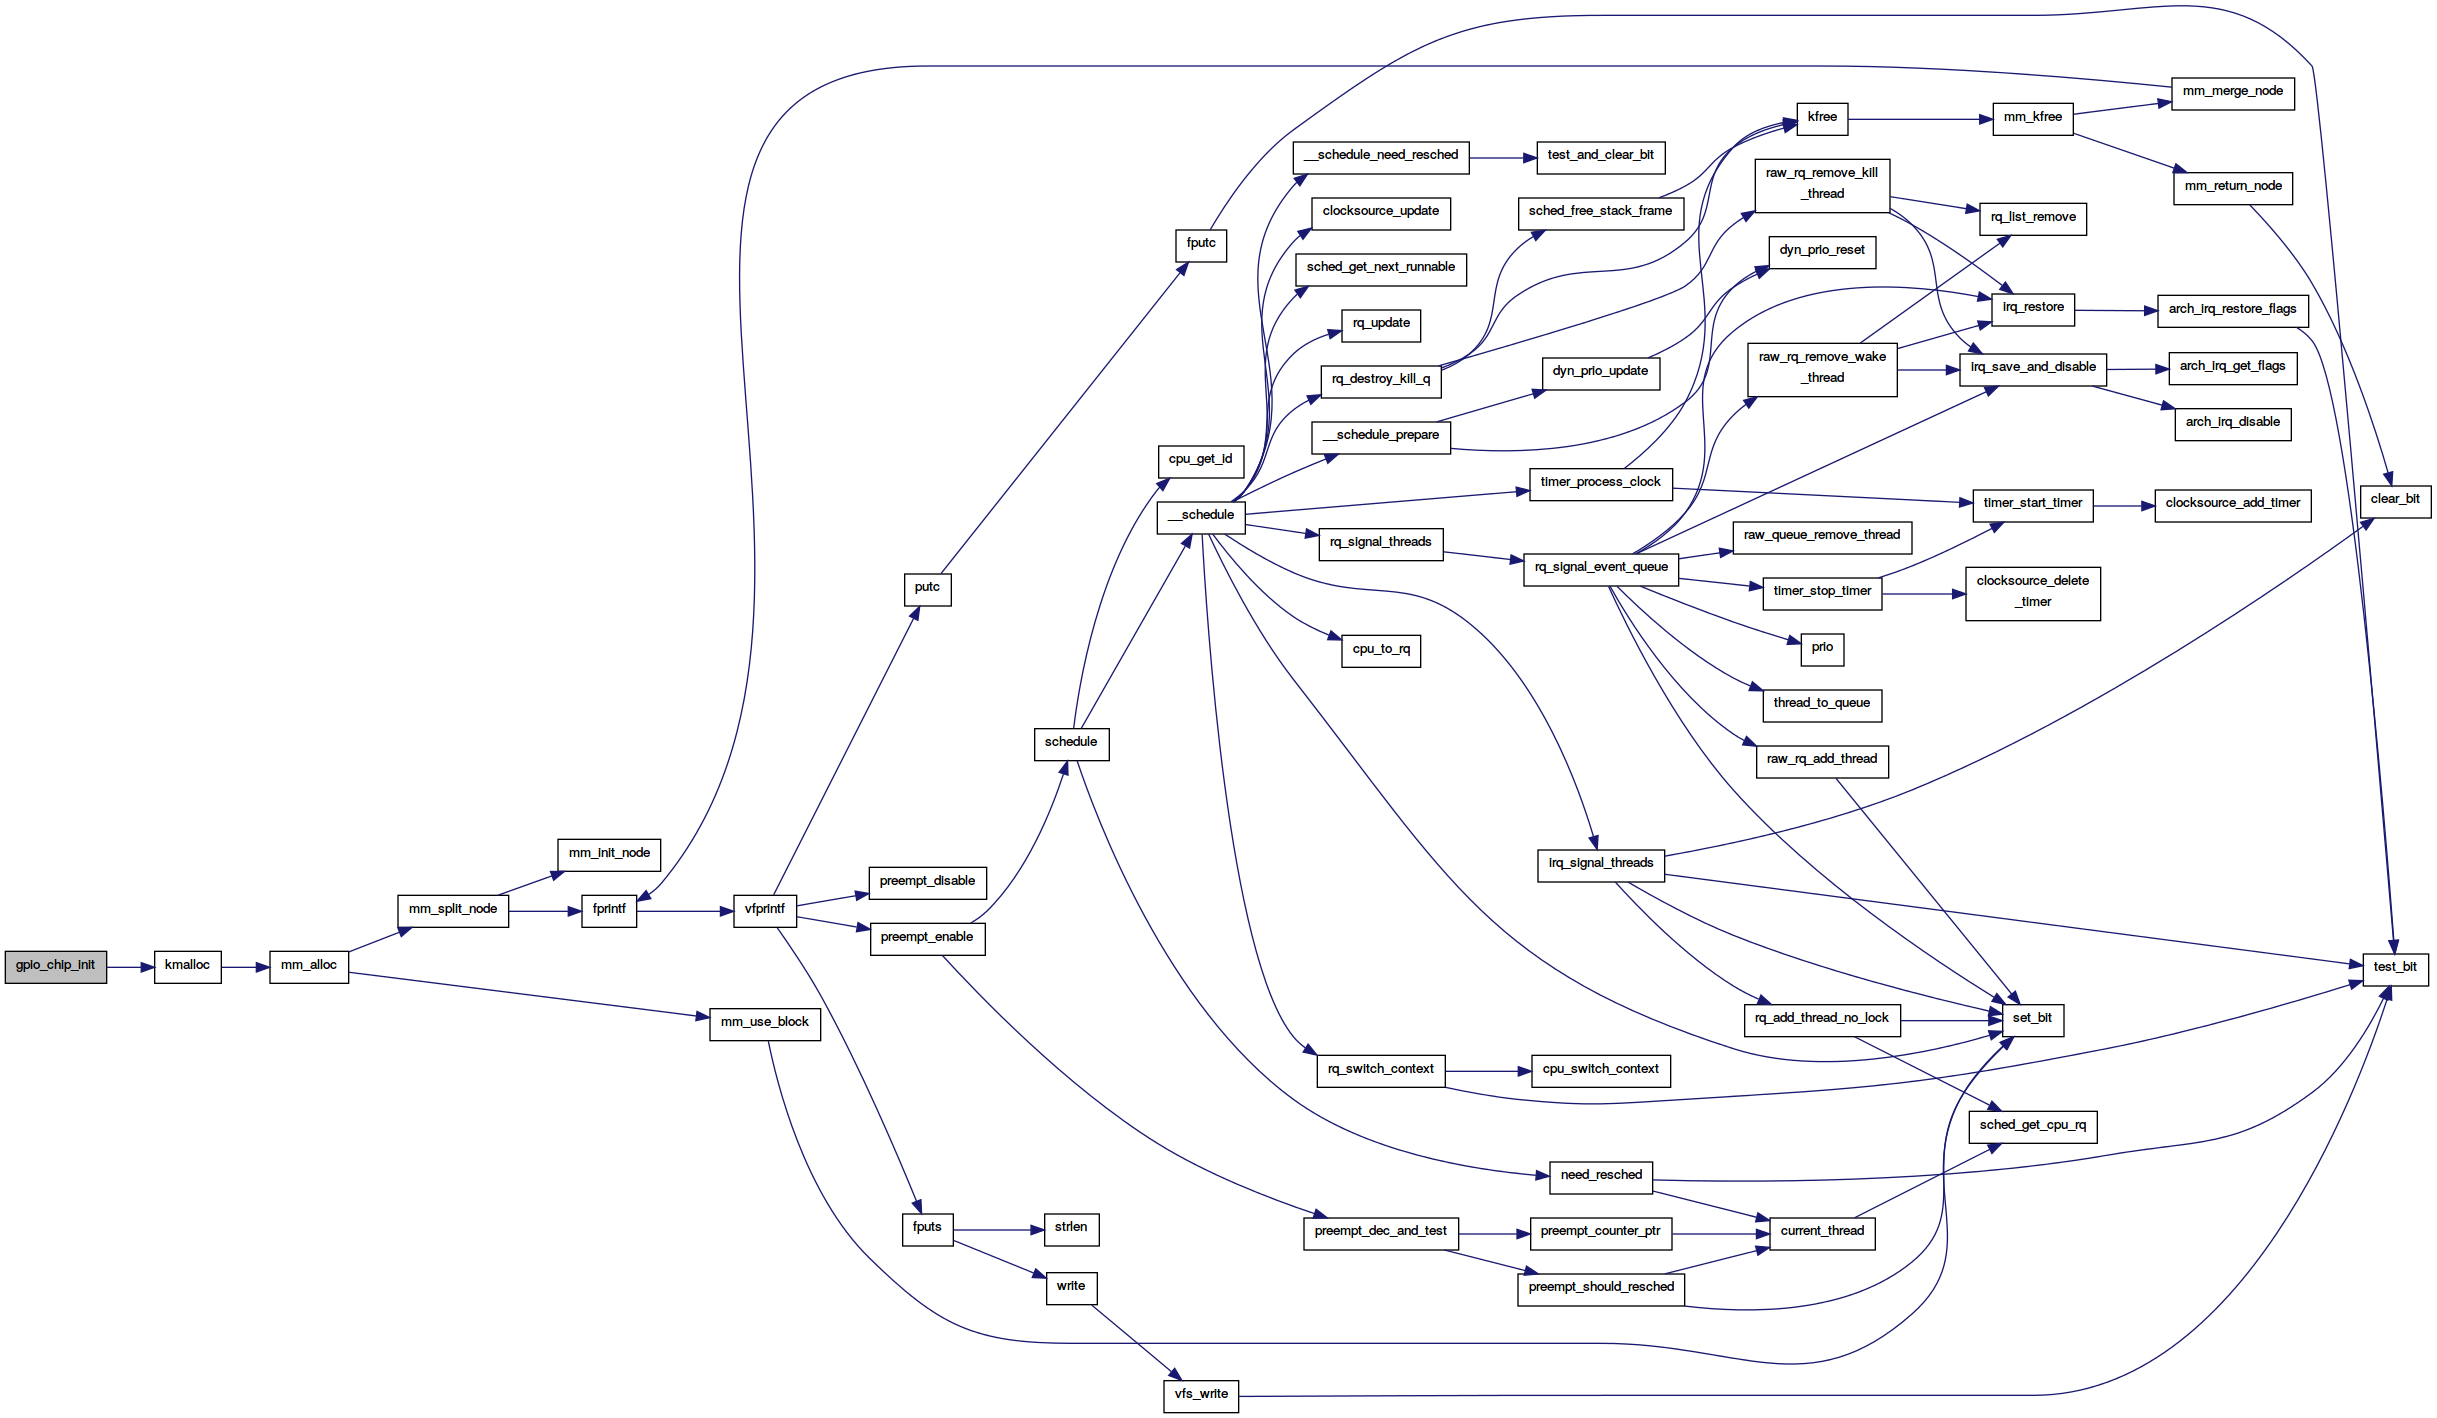 gpio_chip_init
kmalloc
mm_alloc
mm_split_node
mm_use_block
mm_init_node
fprintf
vfprintf
putc
preempt_disable
preempt_enable
fputs
schedule
strlen
write
fputc
cpu_get_id
__schedule
vfs_write
__schedule_need_resched
clocksource_update
sched_get_next_runnable
rq_update
rq_destroy_kill_q
__schedule_prepare
rq_signal_threads
cpu_to_rq
rq_switch_context
preempt_dec_and_test
test_and_clear_bit
sched_free_stack_frame
dyn_prio_update
timer_process_clock
rq_signal_event_queue
irq_signal_threads
cpu_switch_context
need_resched
preempt_counter_ptr
preempt_should_resched
kfree
raw_rq_remove_kill
_thread
dyn_prio_reset
raw_rq_remove_wake
_thread
raw_queue_remove_thread
timer_stop_timer
prio
thread_to_queue
raw_rq_add_thread
rq_add_thread_no_lock
current_thread
mm_kfree
rq_list_remove
irq_restore
irq_save_and_disable
timer_start_timer
clocksource_delete
_timer
set_bit
sched_get_cpu_rq
mm_merge_node
mm_return_node
arch_irq_restore_flags
arch_irq_get_flags
arch_irq_disable
clocksource_add_timer
clear_bit
test_bit